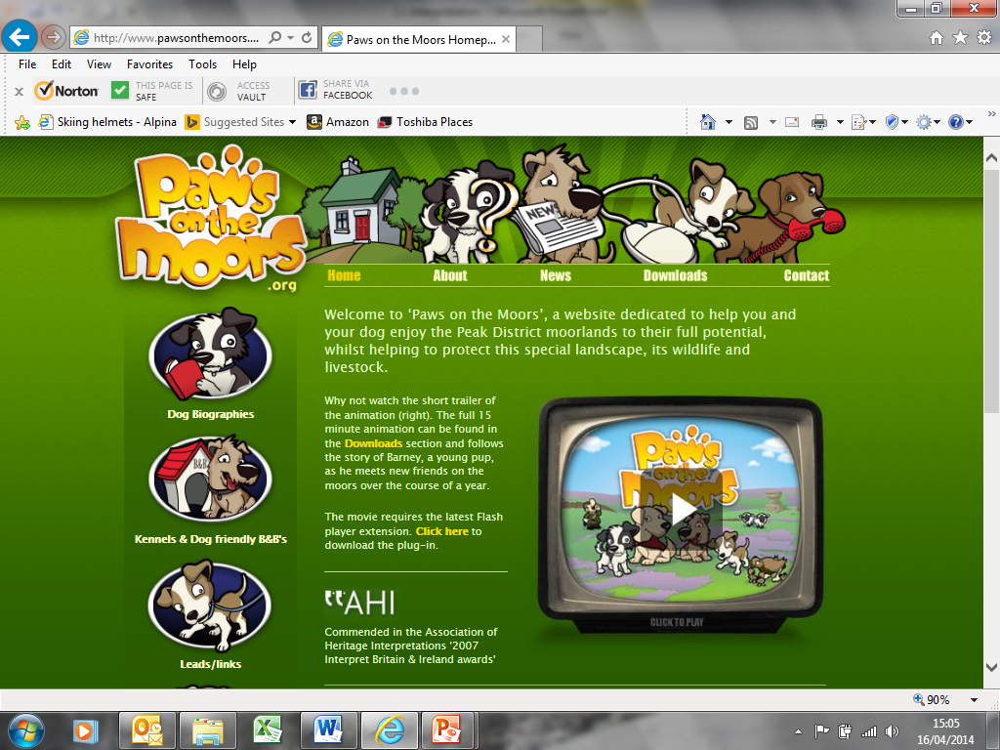 http://www.pawsonthemoors....
Paws on the Moors Homep...
File Edit View Favorites Tools Help
Norton
THIS PAGE IS
SAFE
ACCESS
VAULT
SHARE VIA
FACEBOOK
Skiing helmets - Alpina
Suggested Sites
Amazon
Toshiba Places
Paws
on the
moors
.org
NEWS
Home About News Downloads Contact
Welcome to ‘Paws on the Moors’, a website dedicated to help you and
your dog enjoy the Peak District moorlands to their full potential,
whilst helping to protect this special landscape, its wildlife and
livestock.
Dog Biographies
B&B
Kennels & Dog friendly B&B's
Leads/links
Why not watch the short trailer of
the animation (right). The full 15
minute animation can be found in
the Downloads section and follows
the story of Barney, a young pup,
as he meets new friends on the
moors over the course of a year.
The movie requires the latest Flash
player extension. Click here to
download the plug-in.
Paws
on the
moors
CLICK TO PLAY
AHI
Commended in the Association of
Heritage Interpretations '2007
Interpret Britain & Ireland awards'
90%
15:05
16/04/2014